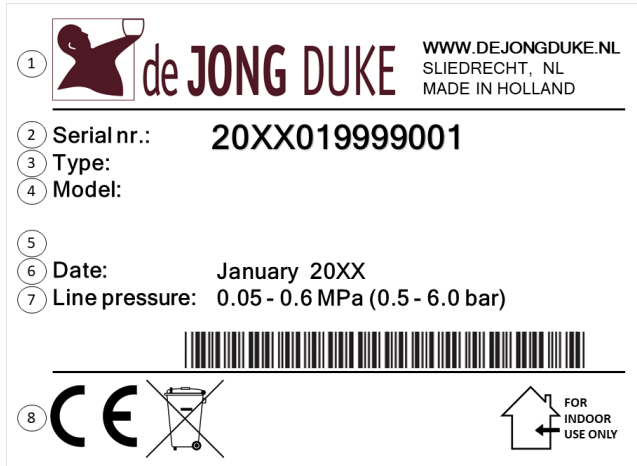 1
de JONG DUKE
WWW.DEJONGDUKE.NL
SLIEDRECHT, NL
MADE IN HOLLAND
2 Serial nr.: 20XX019999001
3 Type:
4 Model:
5
6 Date: January 20XX
7 Line pressure: 0.05 - 0.6 MPa (0.5 - 6.0 bar)
8 CE
FOR
INDOOR
USE ONLY